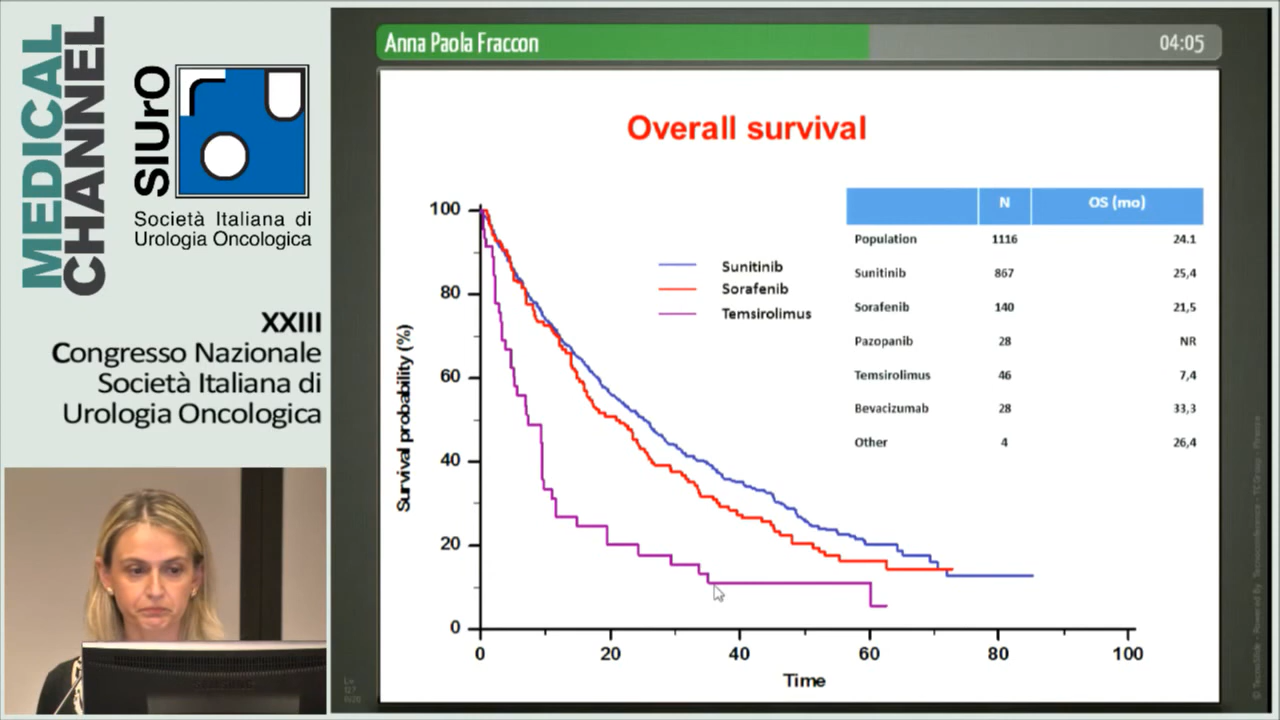 MEDICAL
CHANNEL
SIUrO
Società Italiana di
Urologia Oncologica
XXIII
Congresso Nazionale
Società Italiana di
Urologia Oncologica
Anna Paola Fraccon
04:05
Overall survival
Survival probability (%)
100
80
60
40
20
0
0 20 40 60 80 100
Time
Sunitinib
Sorafenib
Temsirolimus
N OS (mo)
Population 1116 24.1
Sunitinib 867 25,4
Sorafenib 140 21,5
Pazopanib 28 NR
Temsirolimus 46 7,4
Bevacizumab 28 33,3
Other 4 26,4